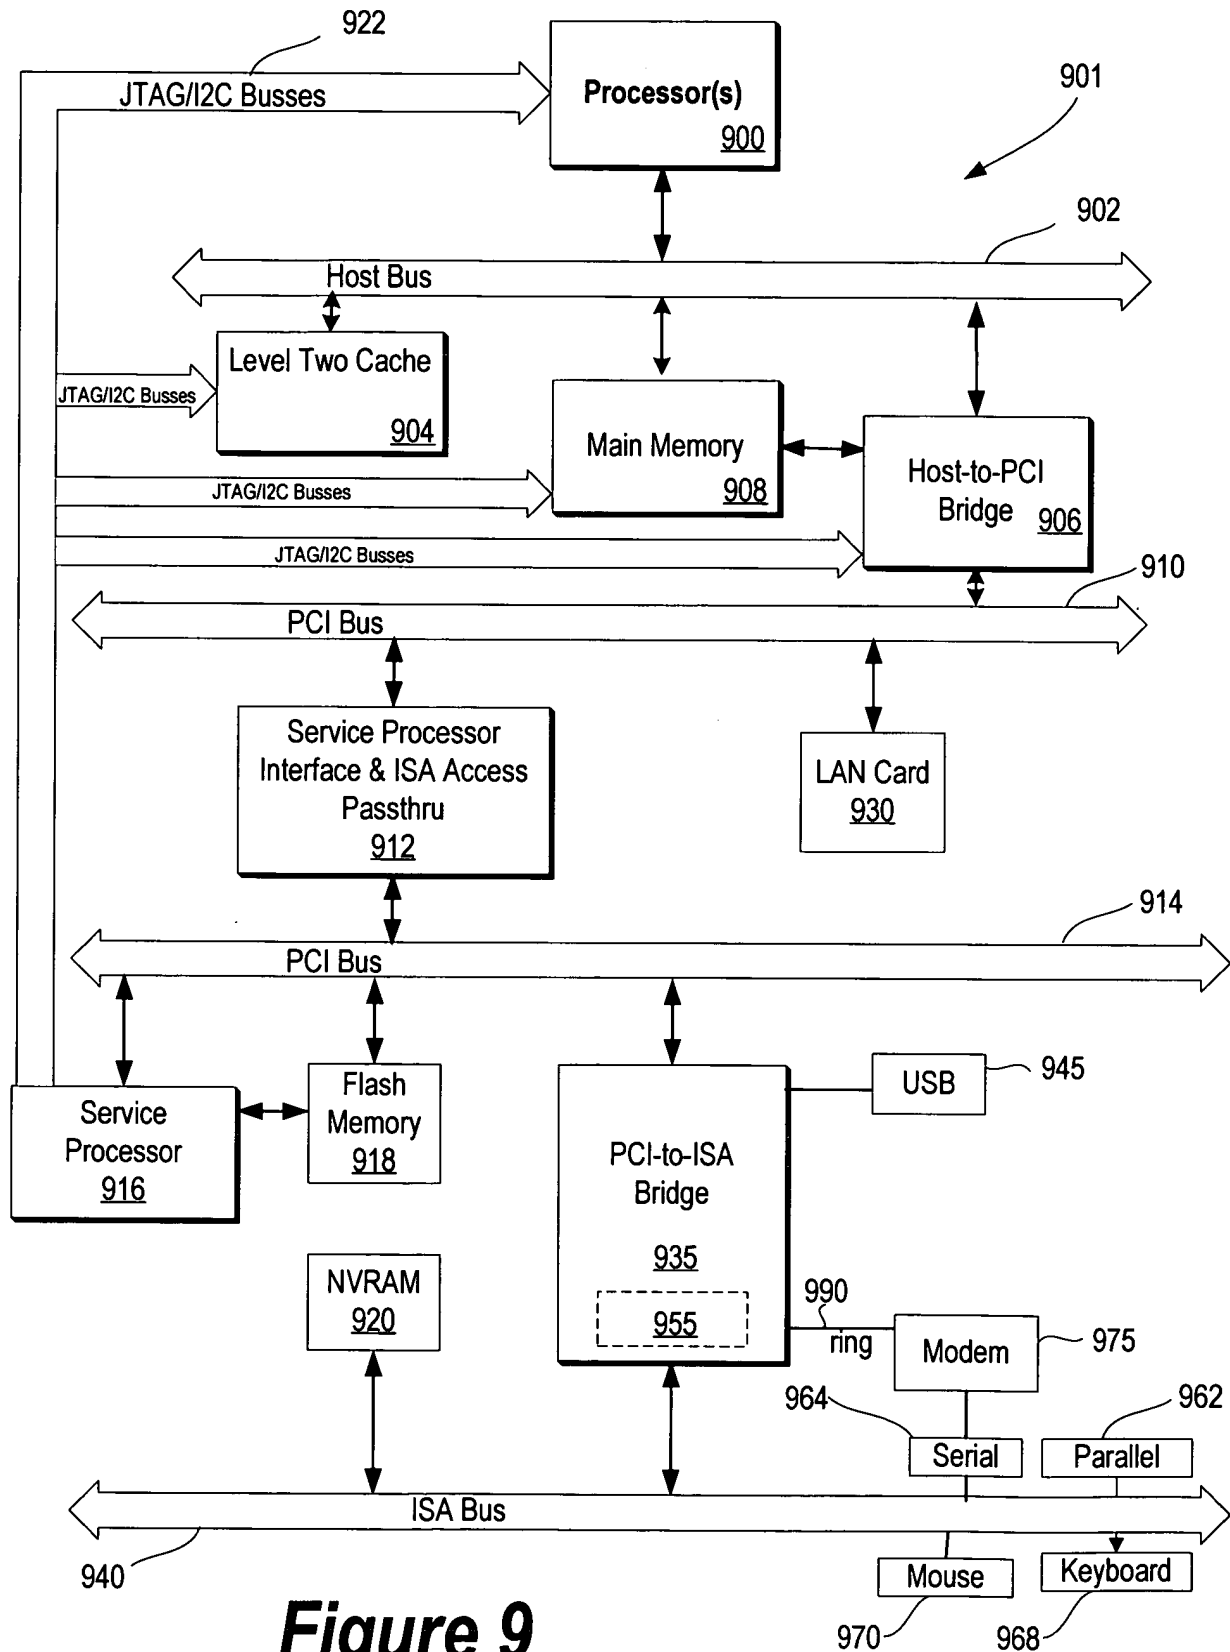 922
JTAG/I2C Busses
Processor(s)
900
901
902
Host Bus
Level Two Cache
904
JTAG/I2C Busses
Main Memory
908
Host-to-PCI
Bridge
906
JTAG/I2C Busses
JTAG/I2C Busses
910
PCI Bus
Service Processor
Interface & ISA Access
Passthru
912
LAN Card
930
914
PCI Bus
Service
Processor
916
Flash
Memory
918
PCI-to-ISA
Bridge
935
955
USB
945
NVRAM
920
990
ring
Modem
975
964
962
Serial
Parallel
ISA Bus
940
Mouse
970
Keyboard
968
Figure 9